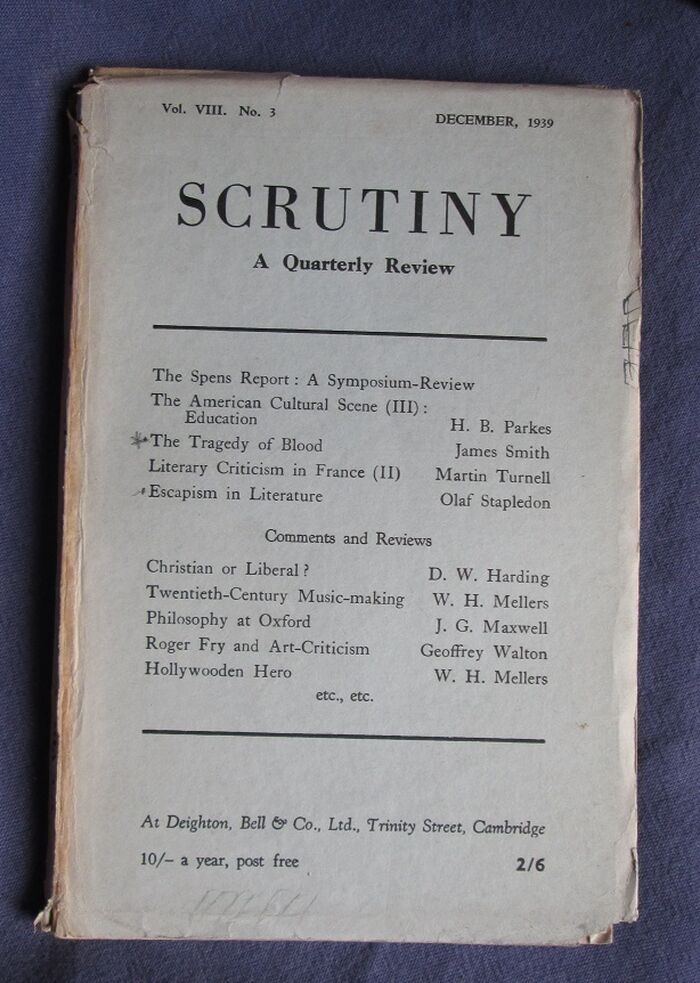 Vol. VIII. No. 3 DECEMBER, 1939
SCRUTINY
A Quarterly Review
The Spens Report : A Symposium-Review
The American Cultural Scene (III) :
Education H. B. Parkes
The Tragedy of Blood James Smith
Literary Criticism in France (II) Martin Turnell
Escapism in Literature Olaf Stapledon
Comments and Reviews
Christian or Liberal ? D. W. Harding
Twentieth-Century Music-making W. H. Mellers
Philosophy at Oxford J. G. Maxwell
Roger Fry and Art-Criticism Geoffrey Walton
Hollywooden Hero W. H. Mellers
etc., etc.
At Deighton, Bell & Co., Ltd., Trinity Street, Cambridge
10/– a year, post free 2/6